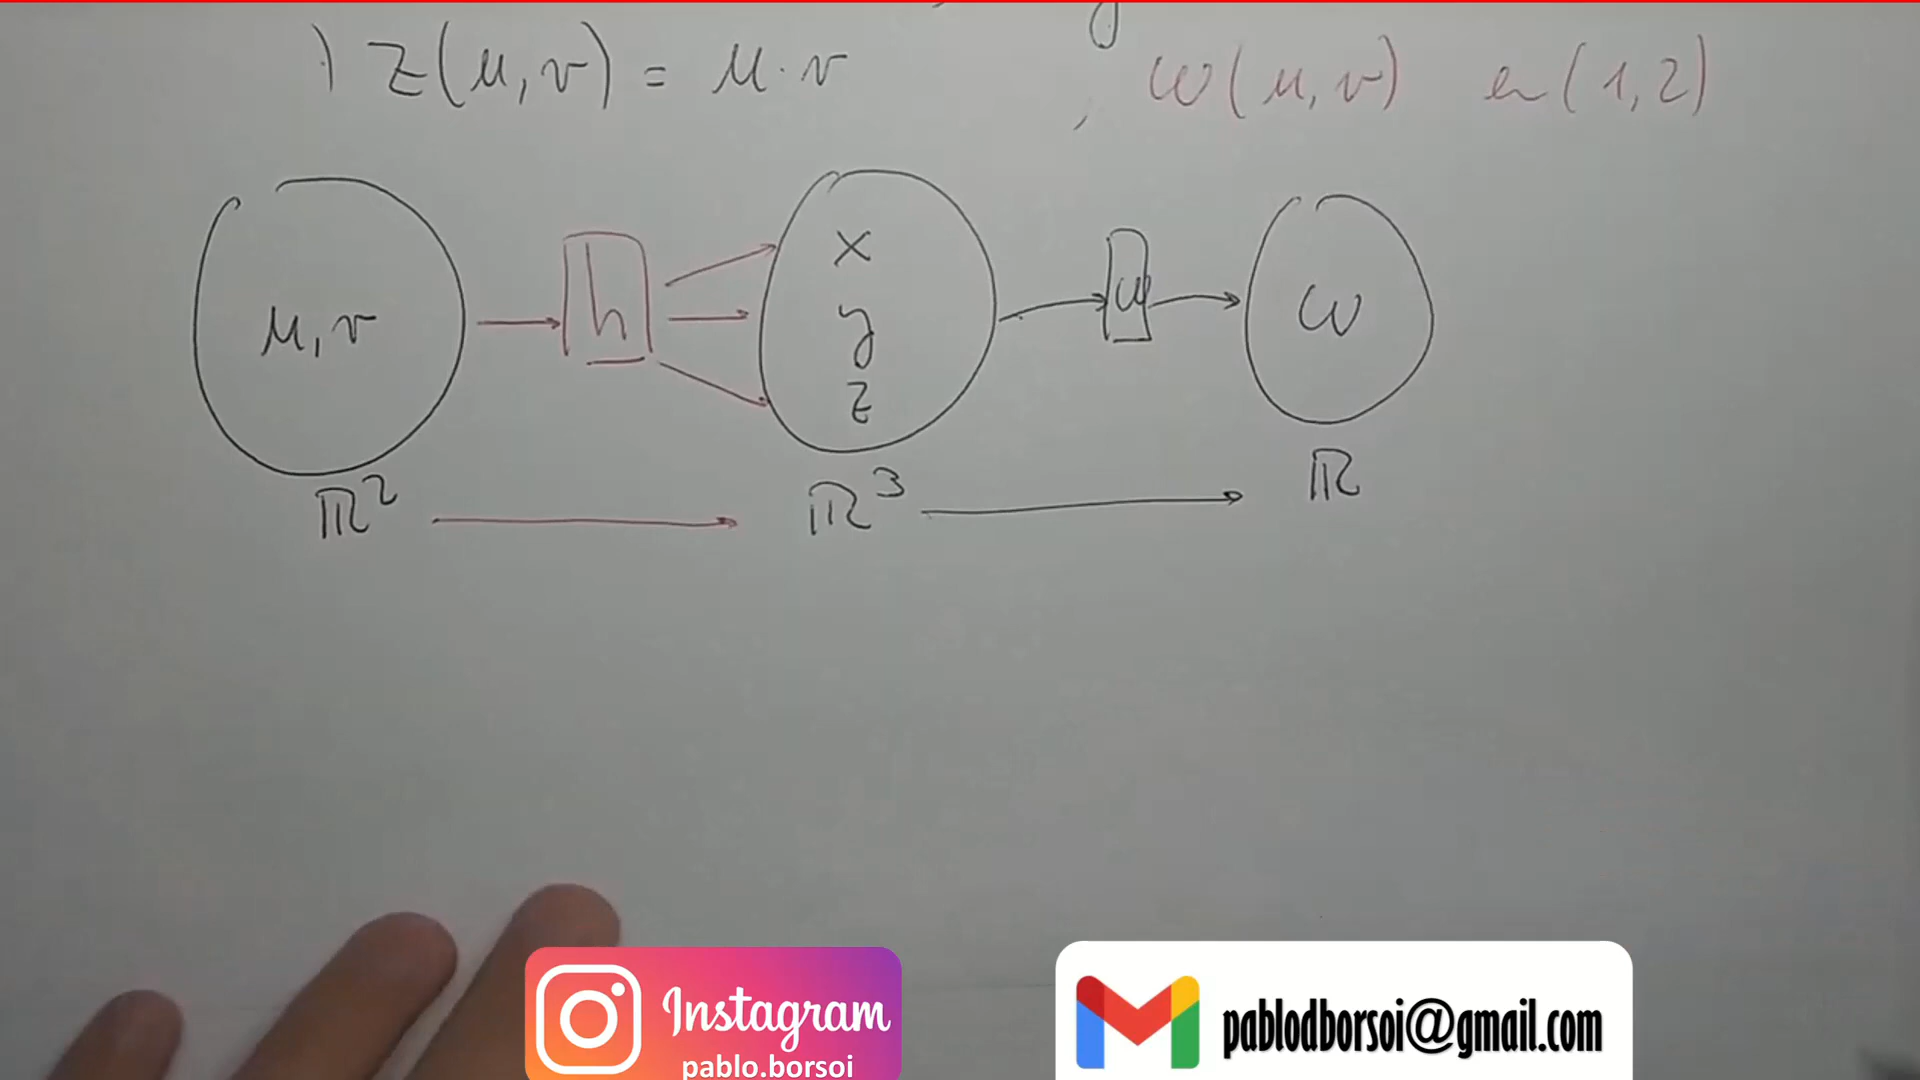 ) z(u,v) = u·v , w(u,v) en (1,2)
u,v h x y z w w
ℝ² ℝ³ ℝ
Instagram
pablo.borsoi
pablodborsoi@gmail.com